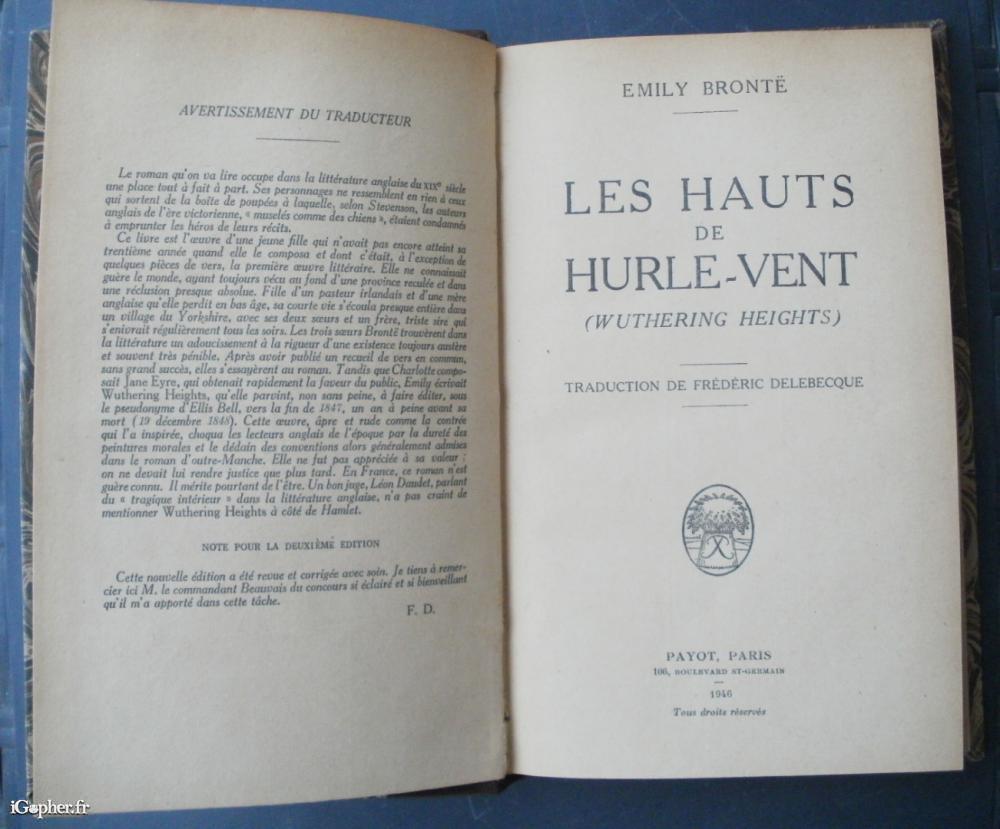 AVERTISSEMENT DU TRADUCTEUR
Le roman qu'on va lire occupe dans la littérature anglaise du XIXe siècle
une place tout à fait à part. Ses personnages ne ressemblent en rien à ceux
qui sortent de la boîte de poupées à laquelle, selon Stevenson, les auteurs
anglais de l'ère victorienne, « muselés comme des chiens », étaient condamnés
à emprunter les héros de leurs récits.
Ce livre est l'œuvre d'une jeune fille qui n'avait pas encore atteint sa
trentième année quand elle le composa et dont c'était, à l'exception de
quelques pièces de vers, la première œuvre littéraire. Elle ne connaissait
guère le monde, ayant toujours vécu au fond d'une province reculée et dans
une réclusion presque absolue. Fille d'un pasteur irlandais et d'une mère
anglaise qu'elle perdit en bas âge, sa courte vie s'écoula presque entière dans
un village du Yorkshire, avec ses deux sœurs et un frère, triste sire qui
s'enivrait régulièrement tous les soirs. Les trois sœurs Brontë trouvèrent dans
la littérature un adoucissement à la rigueur d'une existence toujours austère
et souvent très pénible. Après avoir publié un recueil de vers en commun,
sans grand succès, elles s'essayèrent au roman. Tandis que Charlotte compo-
sait Jane Eyre, qui obtenait rapidement la faveur du public, Emily écrivait
Wuthering Heights, qu'elle parvint, non sans peine, à faire éditer, sous
le pseudonyme d'Ellis Bell, vers la fin de 1847, un an à peine avant sa
mort (19 décembre 1848). Cette œuvre, âpre et rude comme la contrée
qui l'a inspirée, choqua les lecteurs anglais de l'époque par la dureté des
peintures morales et le dédain des conventions alors généralement admises
dans le roman d'outre-Manche. Elle ne fut pas appréciée à sa valeur ;
on ne devait lui rendre justice que plus tard. En France, ce roman n'est
guère connu. Il mérite pourtant de l'être. Un bon juge, Léon Daudet, parlant
du « tragique intérieur » dans la littérature anglaise, n'a pas craint de
mentionner Wuthering Heights à côté de Hamlet.
NOTE POUR LA DEUXIÈME ÉDITION
Cette nouvelle édition a été revue et corrigée avec soin. Je tiens à remer-
cier ici M. le commandant Beauvais du concours si éclairé et si bienveillant
qu'il m'a apporté dans cette tâche.
F. D.
EMILY BRONTË
LES HAUTS
DE
HURLE-VENT
(WUTHERING HEIGHTS)
TRADUCTION DE FRÉDÉRIC DELEBECQUE
PAYOT, PARIS
106, BOULEVARD ST-GERMAIN
1946
Tous droits réservés
iGopher.fr